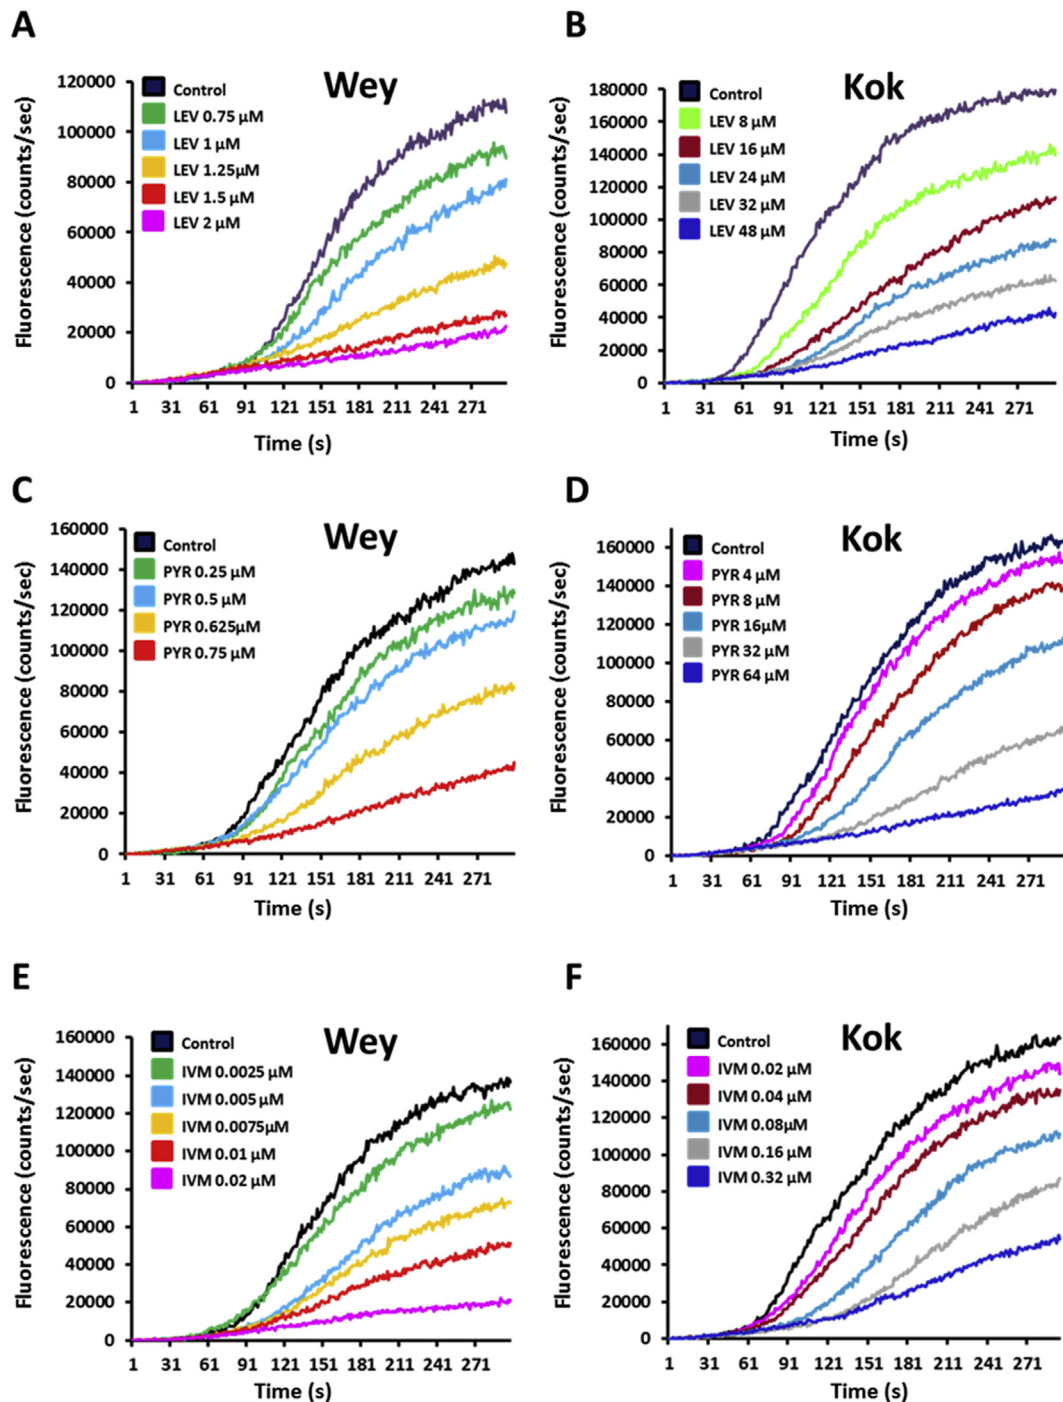 A
Wey
Fluorescence (counts/sec)
120000
100000
80000
60000
40000
20000
0
Control
LEV 0.75 µM
LEV 1 µM
LEV 1.25µM
LEV 1.5 µM
LEV 2 µM
1 31 61 91 121 151 181 211 241 271
Time (s)
B
Kok
Fluorescence (counts/sec)
180000
160000
140000
120000
100000
80000
60000
40000
20000
0
Control
LEV 8 µM
LEV 16 µM
LEV 24 µM
LEV 32 µM
LEV 48 µM
1 31 61 91 121 151 181 211 241 271
Time (s)
C
Wey
Fluorescence (counts/sec)
160000
140000
120000
100000
80000
60000
40000
20000
0
Control
PYR 0.25 µM
PYR 0.5 µM
PYR 0.625µM
PYR 0.75 µM
1 31 61 91 121 151 181 211 241 271
Time (s)
D
Kok
Fluorescence (counts/sec)
160000
140000
120000
100000
80000
60000
40000
20000
0
Control
PYR 4 µM
PYR 8 µM
PYR 16µM
PYR 32 µM
PYR 64 µM
1 31 61 91 121 151 181 211 241 271
Time (s)
E
Wey
Fluorescence (counts/sec)
160000
140000
120000
100000
80000
60000
40000
20000
0
Control
IVM 0.0025 µM
IVM 0.005 µM
IVM 0.0075µM
IVM 0.01 µM
IVM 0.02 µM
1 31 61 91 121 151 181 211 241 271
Time (s)
F
Kok
Fluorescence (counts/sec)
160000
140000
120000
100000
80000
60000
40000
20000
0
Control
IVM 0.02 µM
IVM 0.04 µM
IVM 0.08µM
IVM 0.16 µM
IVM 0.32 µM
1 31 61 91 121 151 181 211 241 271
Time (s)